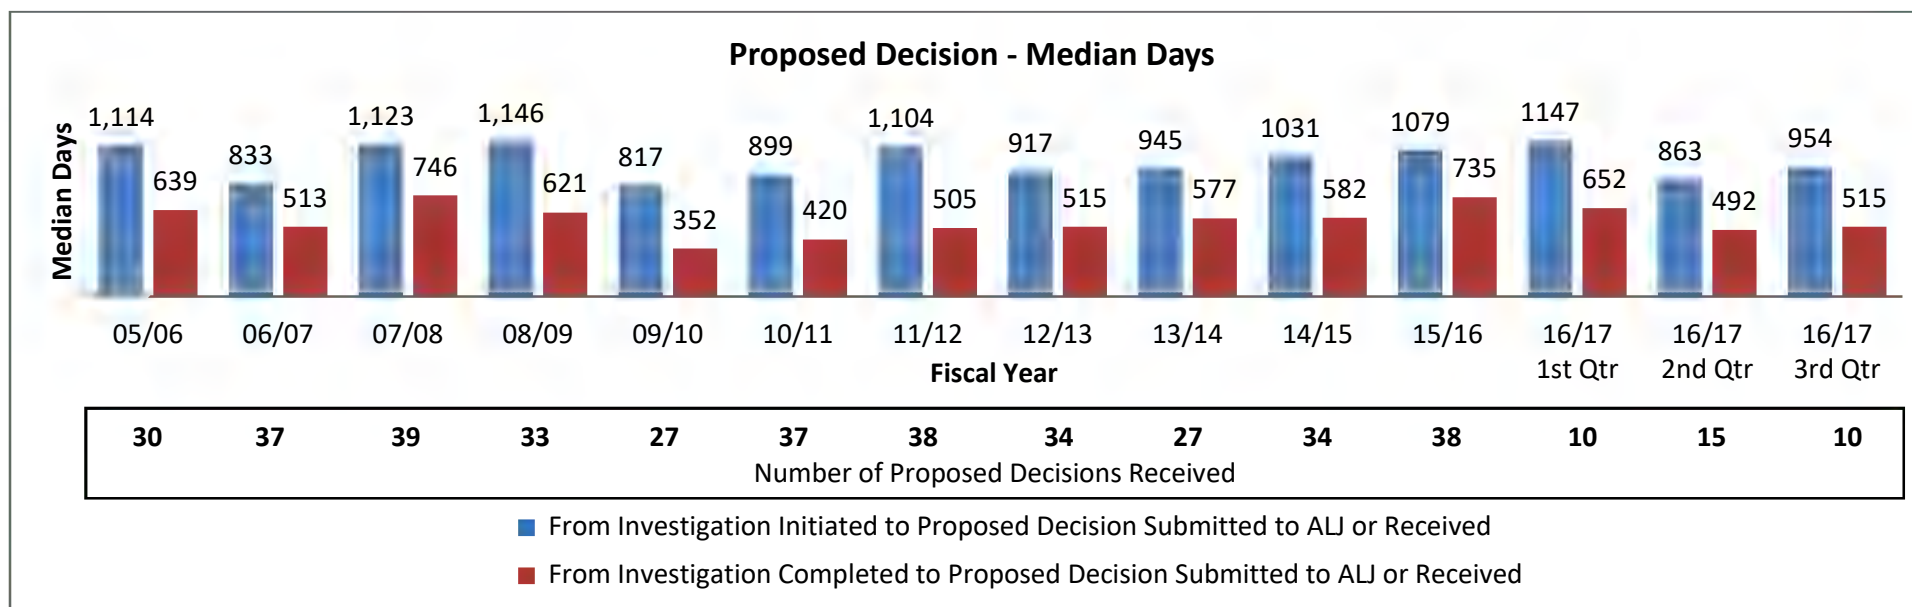 Proposed Decision - Median Days
Median Days
1,114 639 833 513 1,123 746 1,146 621 817 352 899 420 1,104 505 917 515 945 577 1031 582 1079 735 1147 652 863 492 954 515
05/06 06/07 07/08 08/09 09/10 10/11 11/12 12/13 13/14 14/15 15/16 16/17 16/17 16/17
1st Qtr 2nd Qtr 3rd Qtr
Fiscal Year
30 37 39 33 27 37 38 34 27 34 38 10 15 10
Number of Proposed Decisions Received
From Investigation Initiated to Proposed Decision Submitted to ALJ or Received
From Investigation Completed to Proposed Decision Submitted to ALJ or Received